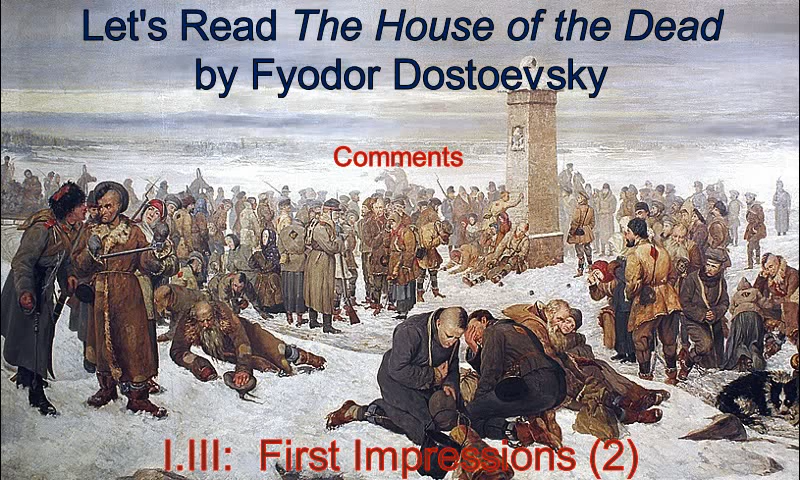 Let's Read The House of the Dead
by Fyodor Dostoevsky
Comments
I.III: First Impressions (2)